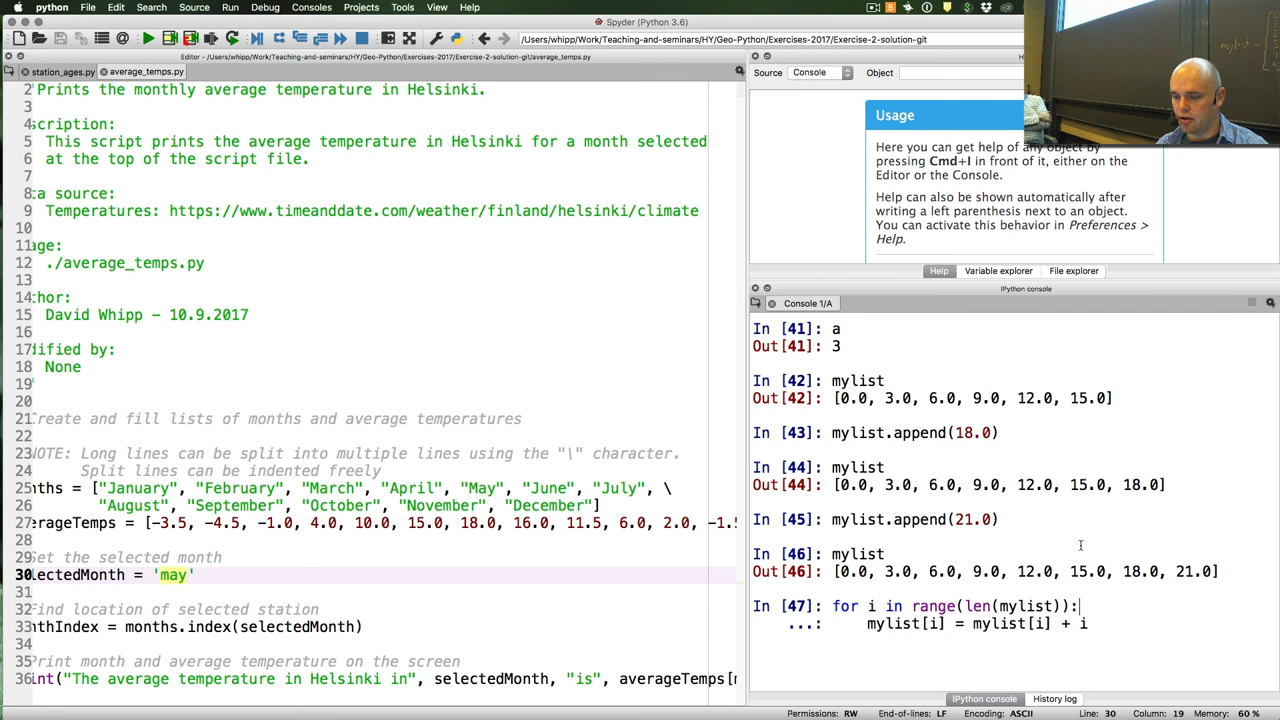 python File Edit Search Source Run Debug Consoles Projects Tools View Help
Spyder (Python 3.6)
/Users/whipp/Work/Teaching-and-seminars/HY/Geo-Python/Exercises-2017/Exercise-2-solution-git
Editor - /Users/whipp/Work/Teaching-and-seminars/HY/Geo-Python/Exercises-2017/Exercise-2-solution-git/average_temps.py
station_ages.py average_temps.py
2 Prints the monthly average temperature in Helsinki.
3
4 scription:
5 This script prints the average temperature in Helsinki for a month selected
6 at the top of the script file.
7
8 a source:
9 Temperatures: https://www.timeanddate.com/weather/finland/helsinki/climate
10
11 age:
12 ./average_temps.py
13
14 hor:
15 David Whipp - 10.9.2017
16
17 dified by:
18 None
19
20
21 Create and fill lists of months and average temperatures
22
23 NOTE: Long lines can be split into multiple lines using the "\" character.
24 Split lines can be indented freely
25 nths = ["January", "February", "March", "April", "May", "June", "July", \
26 "August", "September", "October", "November", "December"]
27 erageTemps = [-3.5, -4.5, -1.0, 4.0, 10.0, 15.0, 18.0, 16.0, 11.5, 6.0, 2.0, -1.5
28
29 Set the selected month
30 lectedMonth = 'may'
31
32 Find location of selected station
33 nthIndex = months.index(selectedMonth)
34
35 Print month and average temperature on the screen
36 int("The average temperature in Helsinki in", selectedMonth, "is", averageTemps[m
Source Console Object
Usage
Here you can get help of any object by
pressing Cmd+I in front of it, either on the
Editor or the Console.
Help can also be shown automatically after
writing a left parenthesis next to an object.
You can activate this behavior in Preferences >
Help.
Help Variable explorer File explorer
IPython console
Console 1/A
In [41]: a
Out[41]: 3
In [42]: mylist
Out[42]: [0.0, 3.0, 6.0, 9.0, 12.0, 15.0]
In [43]: mylist.append(18.0)
In [44]: mylist
Out[44]: [0.0, 3.0, 6.0, 9.0, 12.0, 15.0, 18.0]
In [45]: mylist.append(21.0)
In [46]: mylist
Out[46]: [0.0, 3.0, 6.0, 9.0, 12.0, 15.0, 18.0, 21.0]
In [47]: for i in range(len(mylist)):
...: mylist[i] = mylist[i] + i
IPython console History log
Permissions: RW End-of-lines: LF Encoding: ASCII Line: 30 Column: 19 Memory: 60 %